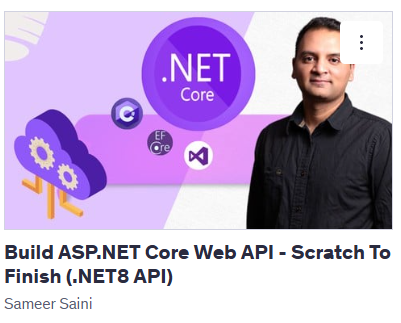 .NET
Core
C#
EF
Core
Build ASP.NET Core Web API - Scratch To
Finish (.NET8 API)
Sameer Saini